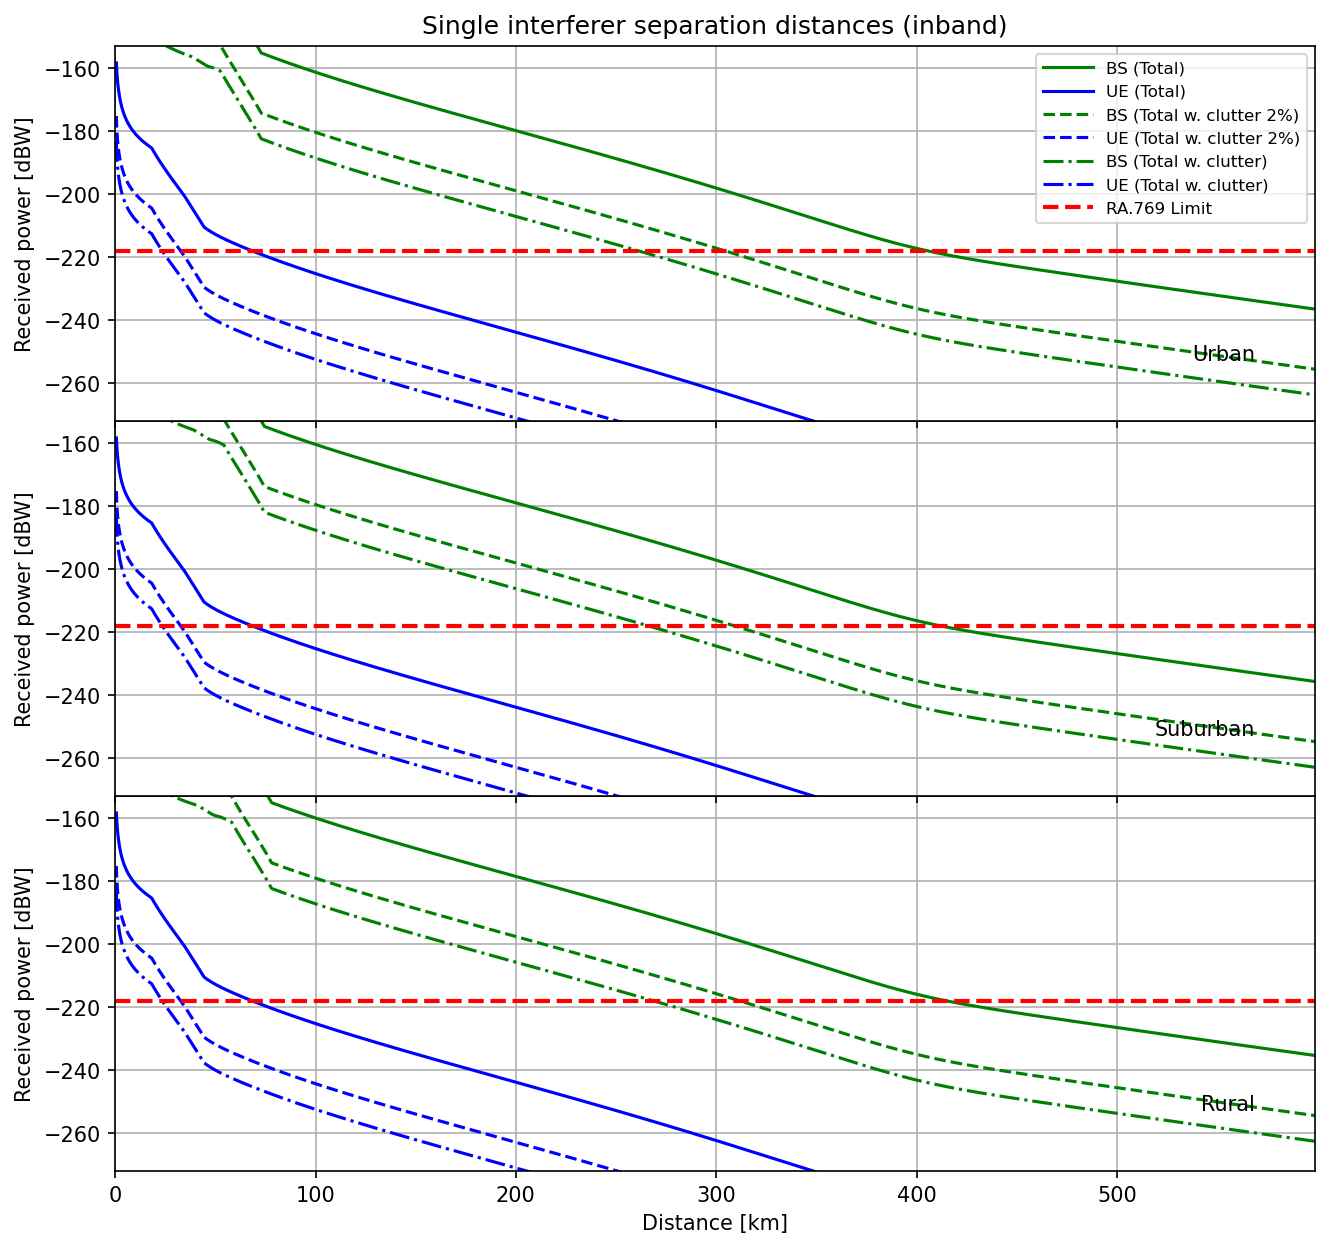 Single interferer separation distances (inband)
Received power [dBW]
−160
−180
−200
−220
−240
−260
BS (Total)
UE (Total)
BS (Total w. clutter 2%)
UE (Total w. clutter 2%)
BS (Total w. clutter)
UE (Total w. clutter)
RA.769 Limit
Urban
Received power [dBW]
−160
−180
−200
−220
−240
−260
Suburban
Received power [dBW]
−160
−180
−200
−220
−240
−260
Rural
0 100 200 300 400 500
Distance [km]